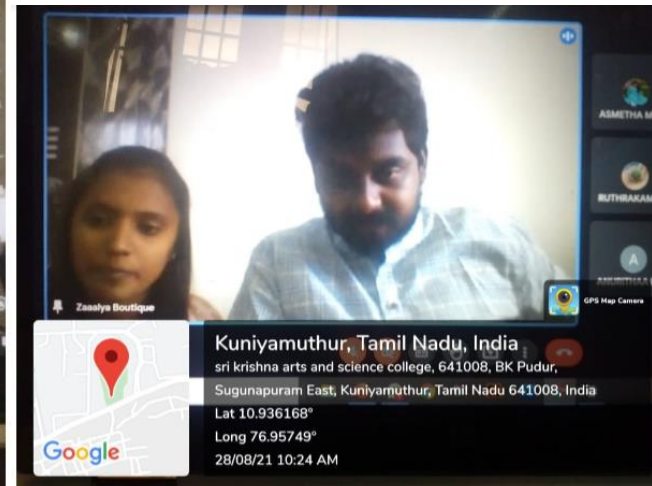 ASMETHA M
RUTHRAKAM
A
Zaaalya Boutique
GPS Map Camera
Kuniyamuthur, Tamil Nadu, India
sri krishna arts and science college, 641008, BK Pudur,
Sugunapuram East, Kuniyamuthur, Tamil Nadu 641008, India
Lat 10.936168°
Long 76.95749°
28/08/21 10:24 AM
Google